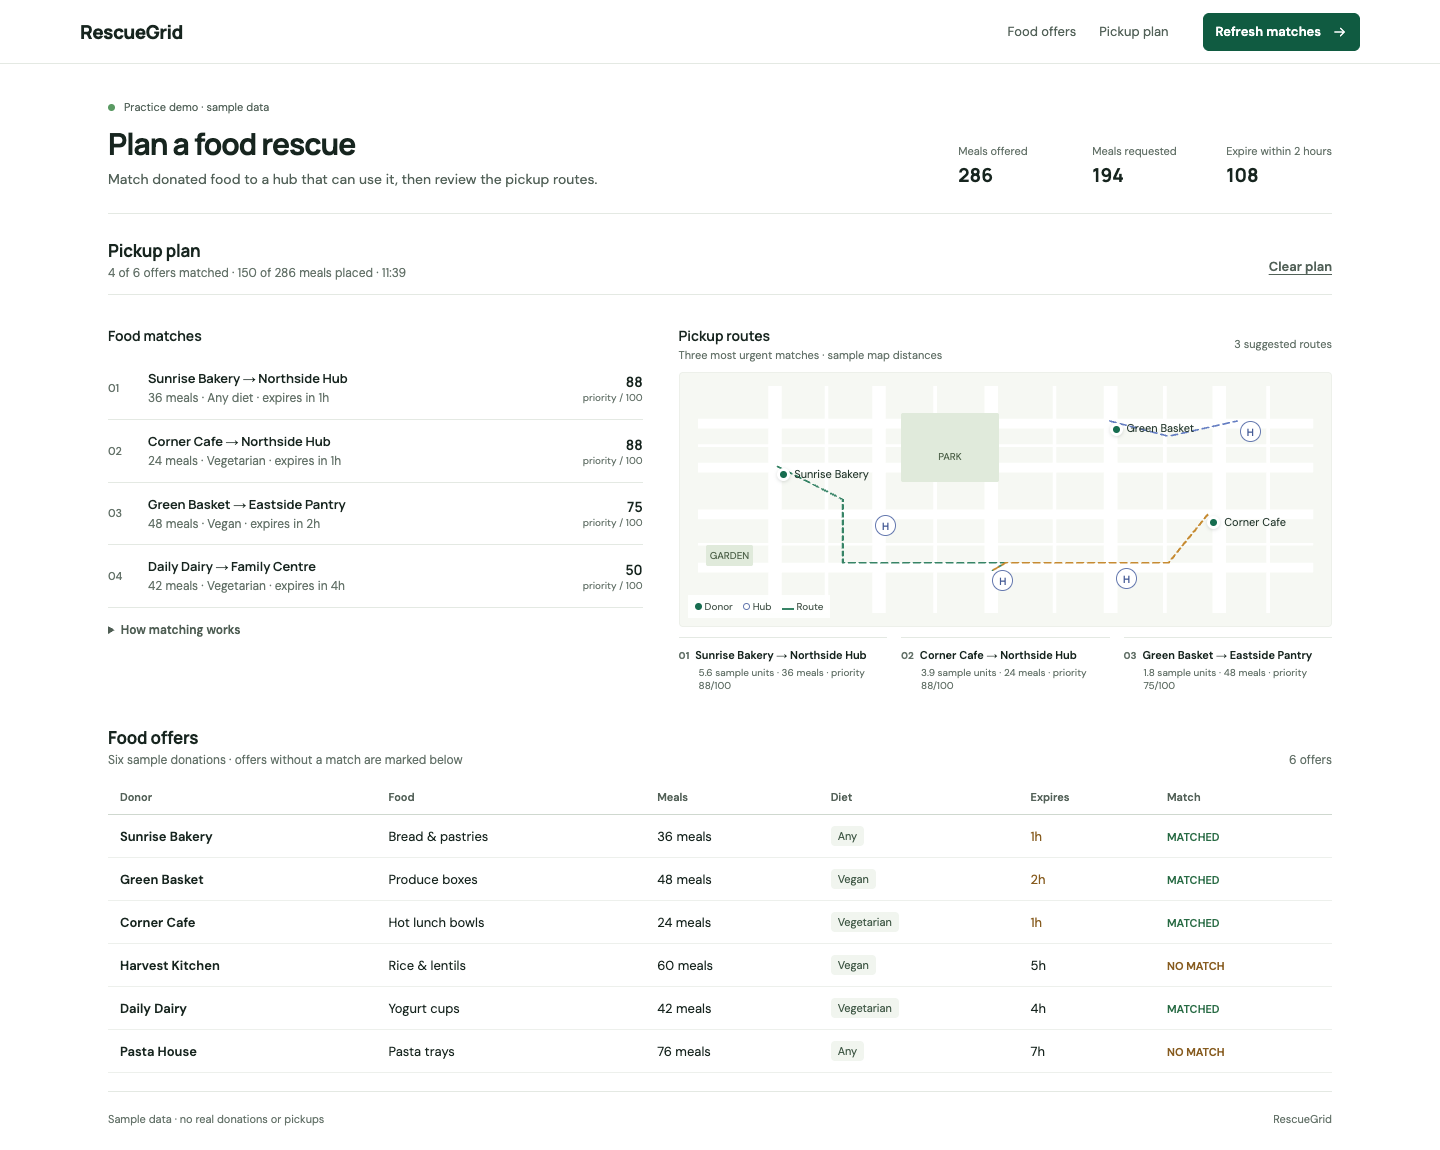 RescueGrid
Food offers
Pickup plan
Refresh matches →
Practice demo · sample data
Plan a food rescue
Match donated food to a hub that can use it, then review the pickup routes.
Meals offered
286
Meals requested
194
Expire within 2 hours
108
Pickup plan
4 of 6 offers matched · 150 of 286 meals placed · 11:39
Clear plan
Food matches
01
Sunrise Bakery → Northside Hub
36 meals · Any diet · expires in 1h
88
priority / 100
02
Corner Cafe → Northside Hub
24 meals · Vegetarian · expires in 1h
88
priority / 100
03
Green Basket → Eastside Pantry
48 meals · Vegan · expires in 2h
75
priority / 100
04
Daily Dairy → Family Centre
42 meals · Vegetarian · expires in 4h
50
priority / 100
How matching works
Pickup routes
Three most urgent matches · sample map distances
3 suggested routes
Green Basket
H
PARK
Sunrise Bakery
H
Corner Cafe
GARDEN
H
H
Donor
Hub
Route
01 Sunrise Bakery → Northside Hub
5.6 sample units · 36 meals · priority
88/100
02 Corner Cafe → Northside Hub
3.9 sample units · 24 meals · priority
88/100
03 Green Basket → Eastside Pantry
1.8 sample units · 48 meals · priority
75/100
Food offers
Six sample donations · offers without a match are marked below
6 offers
Donor Food Meals Diet Expires Match
Sunrise Bakery Bread & pastries 36 meals Any 1h MATCHED
Green Basket Produce boxes 48 meals Vegan 2h MATCHED
Corner Cafe Hot lunch bowls 24 meals Vegetarian 1h MATCHED
Harvest Kitchen Rice & lentils 60 meals Vegan 5h NO MATCH
Daily Dairy Yogurt cups 42 meals Vegetarian 4h MATCHED
Pasta House Pasta trays 76 meals Any 7h NO MATCH
Sample data · no real donations or pickups
RescueGrid